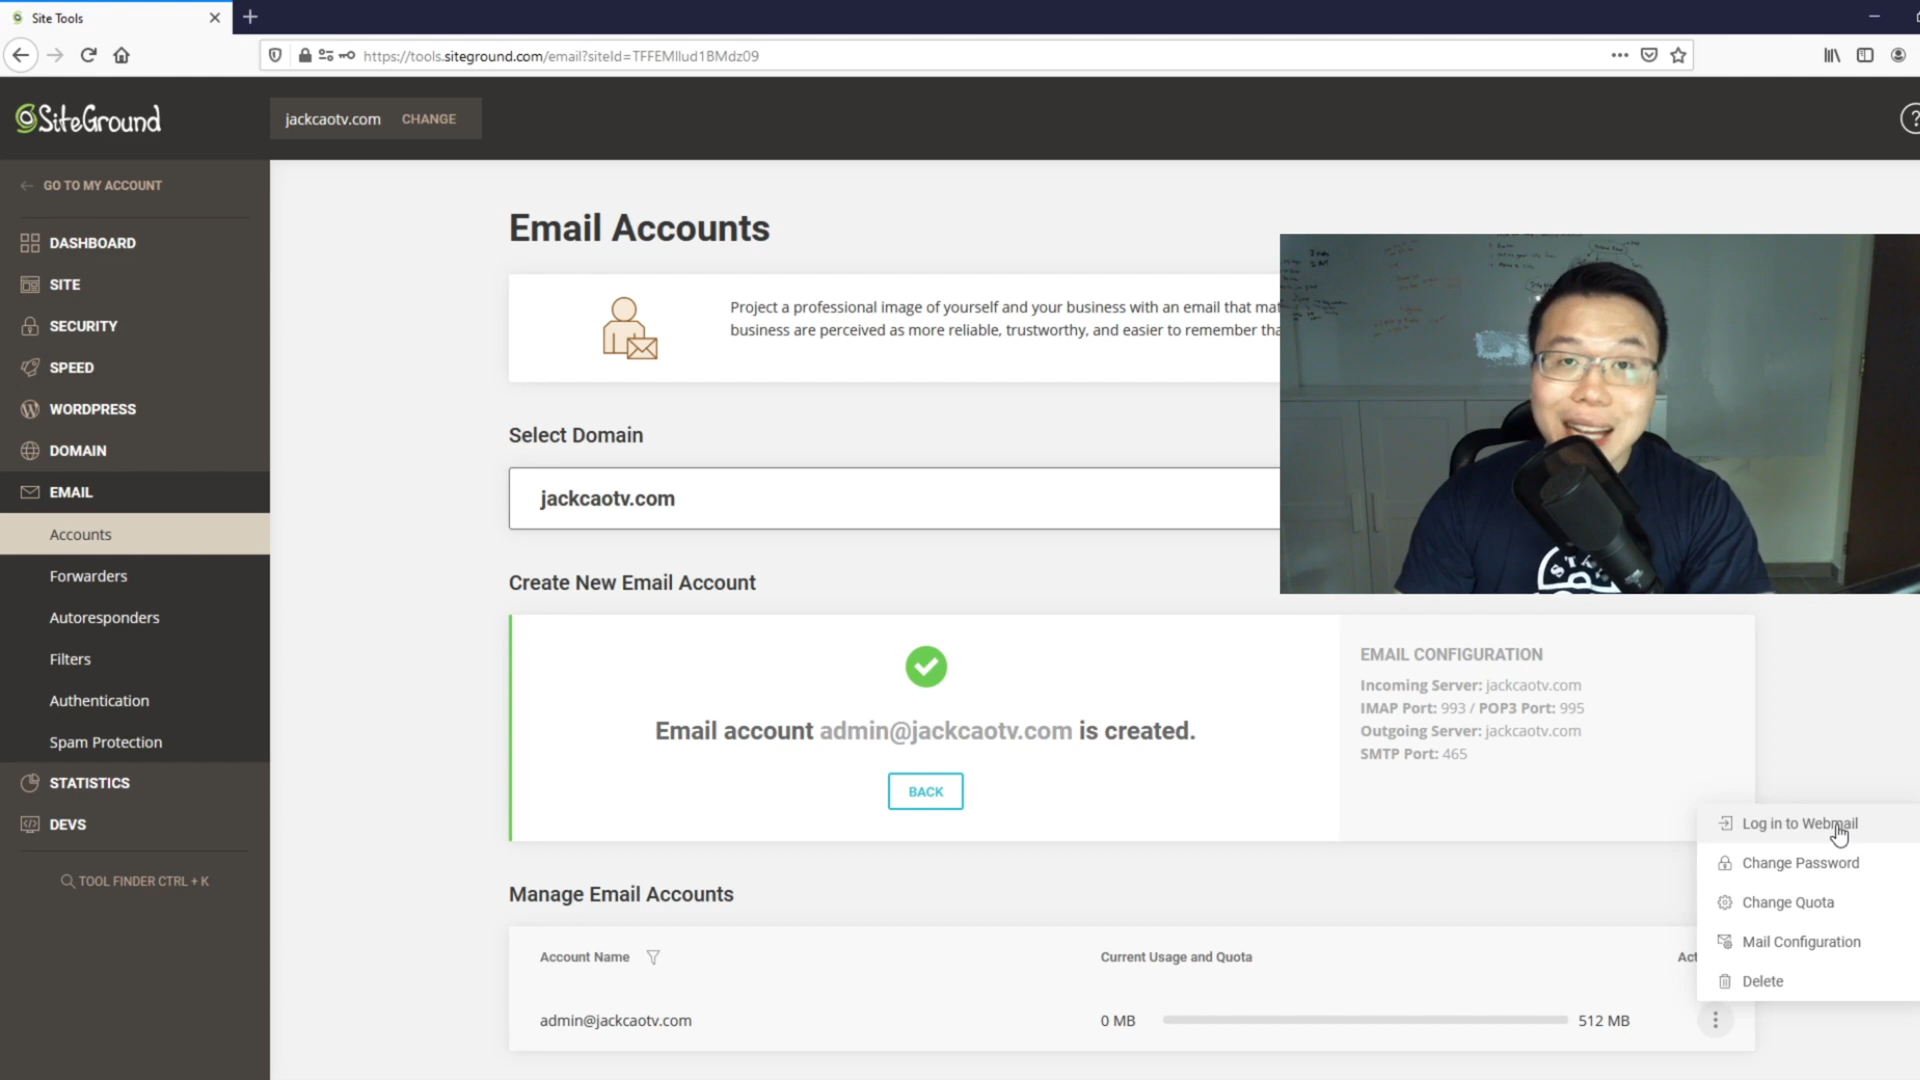 Site Tools
https://tools.siteground.com/email?siteId=TFFEMllud1BMdz09
SiteGround
jackcaotv.com CHANGE
?
GO TO MY ACCOUNT
DASHBOARD
SITE
SECURITY
SPEED
WORDPRESS
DOMAIN
EMAIL
Accounts
Forwarders
Autoresponders
Filters
Authentication
Spam Protection
STATISTICS
DEVS
TOOL FINDER CTRL + K
Email Accounts
Project a professional image of yourself and your business with an email that mat
business are perceived as more reliable, trustworthy, and easier to remember tha
Select Domain
jackcaotv.com
Create New Email Account
Email account admin@jackcaotv.com is created.
BACK
EMAIL CONFIGURATION
Incoming Server: jackcaotv.com
IMAP Port: 993 / POP3 Port: 995
Outgoing Server: jackcaotv.com
SMTP Port: 465
Log in to Webmail
Change Password
Change Quota
Mail Configuration
Delete
Manage Email Accounts
Account Name Current Usage and Quota Act
admin@jackcaotv.com 0 MB 512 MB